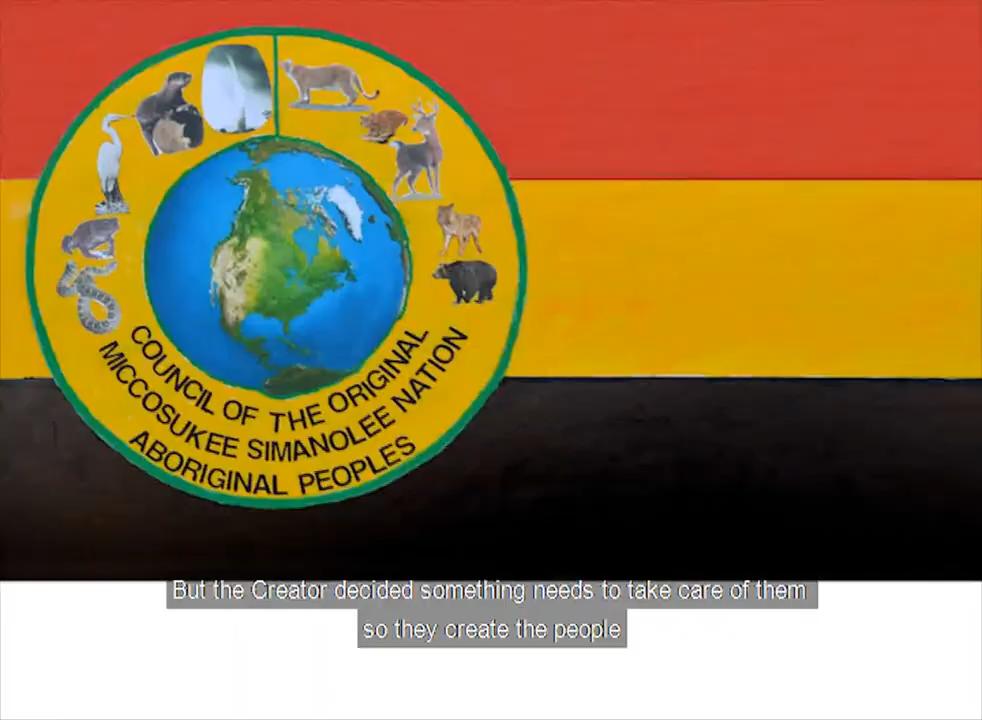 COUNCIL OF THE ORIGINAL
MICCOSUKEE SIMANOLEE NATION
ABORIGINAL PEOPLES
But the Creator decided something needs to take care of them
so they create the people